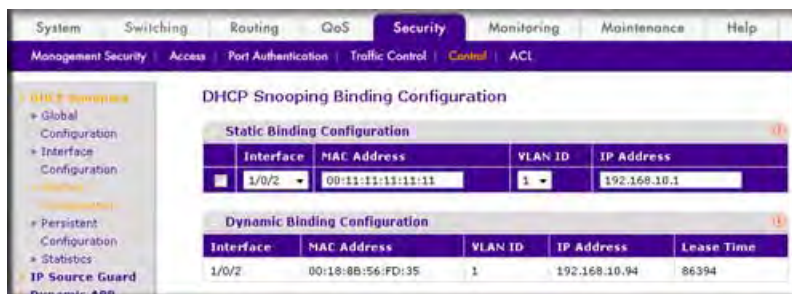 System Switching Routing QoS Security Monitoring Maintenance Help
Management Security Access Port Authentication Traffic Control Control ACL
DHCP Snooping
Global
Configuration
Interface
Configuration
Persistent
Configuration
Statistics
IP Source Guard
DHCP Snooping Binding Configuration
Static Binding Configuration
Interface MAC Address VLAN ID IP Address
1/0/2 00:11:11:11:11:11 1 192.168.10.1
Dynamic Binding Configuration
Interface MAC Address VLAN ID IP Address Lease Time
1/0/2 00:18:8B:56:FD:35 1 192.168.10.94 86394